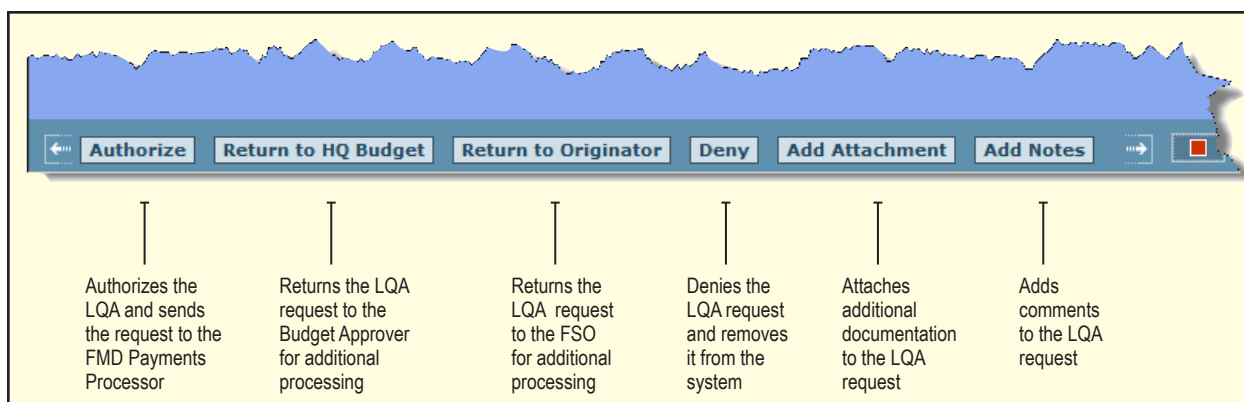 Authorize
Return to HQ Budget
Return to Originator
Deny
Add Attachment
Add Notes
Authorizes the
LQA and sends
the request to the
FMD Payments
Processor
Returns the LQA
request to the
Budget Approver
for additional
processing
Returns the
LQA request
to the FSO
for additional
processing
Denies the
LQA request
and removes
it from the
system
Attaches
additional
documentation
to the LQA
request
Adds
comments
to the LQA
request